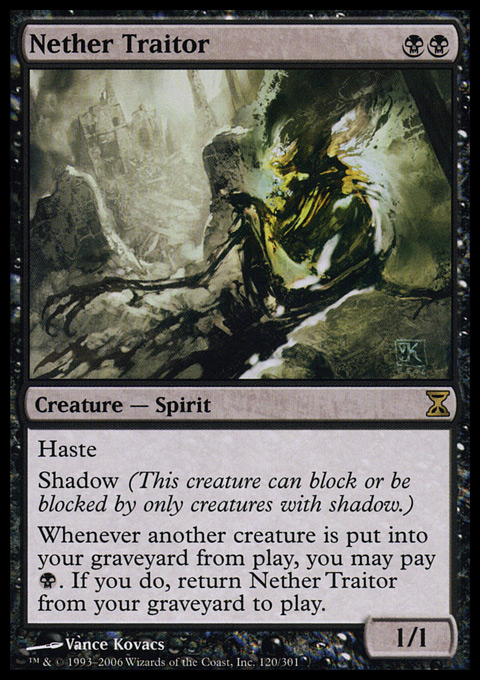 Nether Traitor
Creature — Spirit
Haste
Shadow (This creature can block or be
blocked by only creatures with shadow.)
Whenever another creature is put into
your graveyard from play, you may pay
. If you do, return Nether Traitor
from your graveyard to play.
Vance Kovacs
1/1
™ & © 1993–2006 Wizards of the Coast, Inc. 120/301